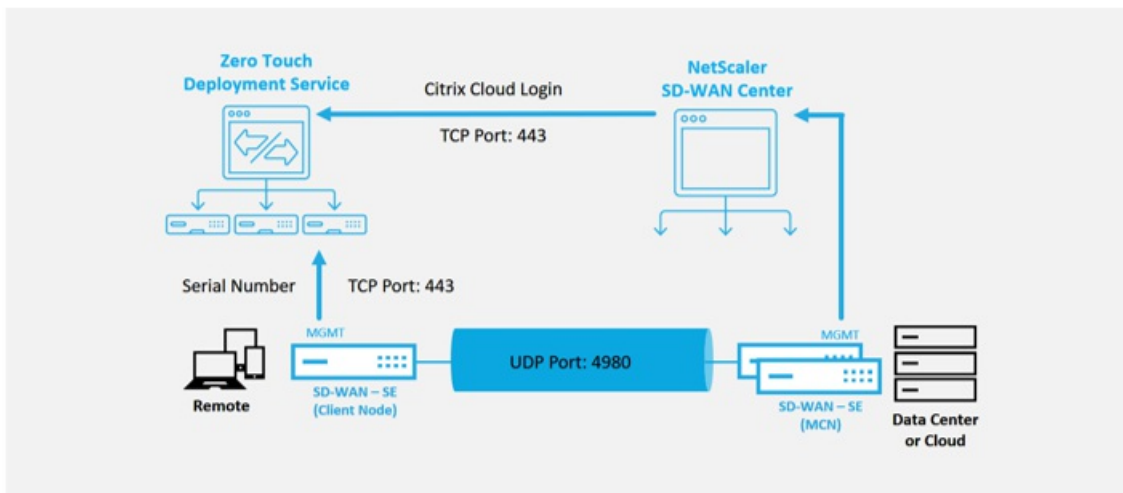 Zero Touch
Deployment Service
Citrix Cloud Login
TCP Port: 443
NetScaler
SD-WAN Center
Serial Number
TCP Port: 443
MGMT
UDP Port: 4980
MGMT
Remote
SD-WAN – SE
(Client Node)
SD-WAN – SE
(MCN)
Data Center
or Cloud